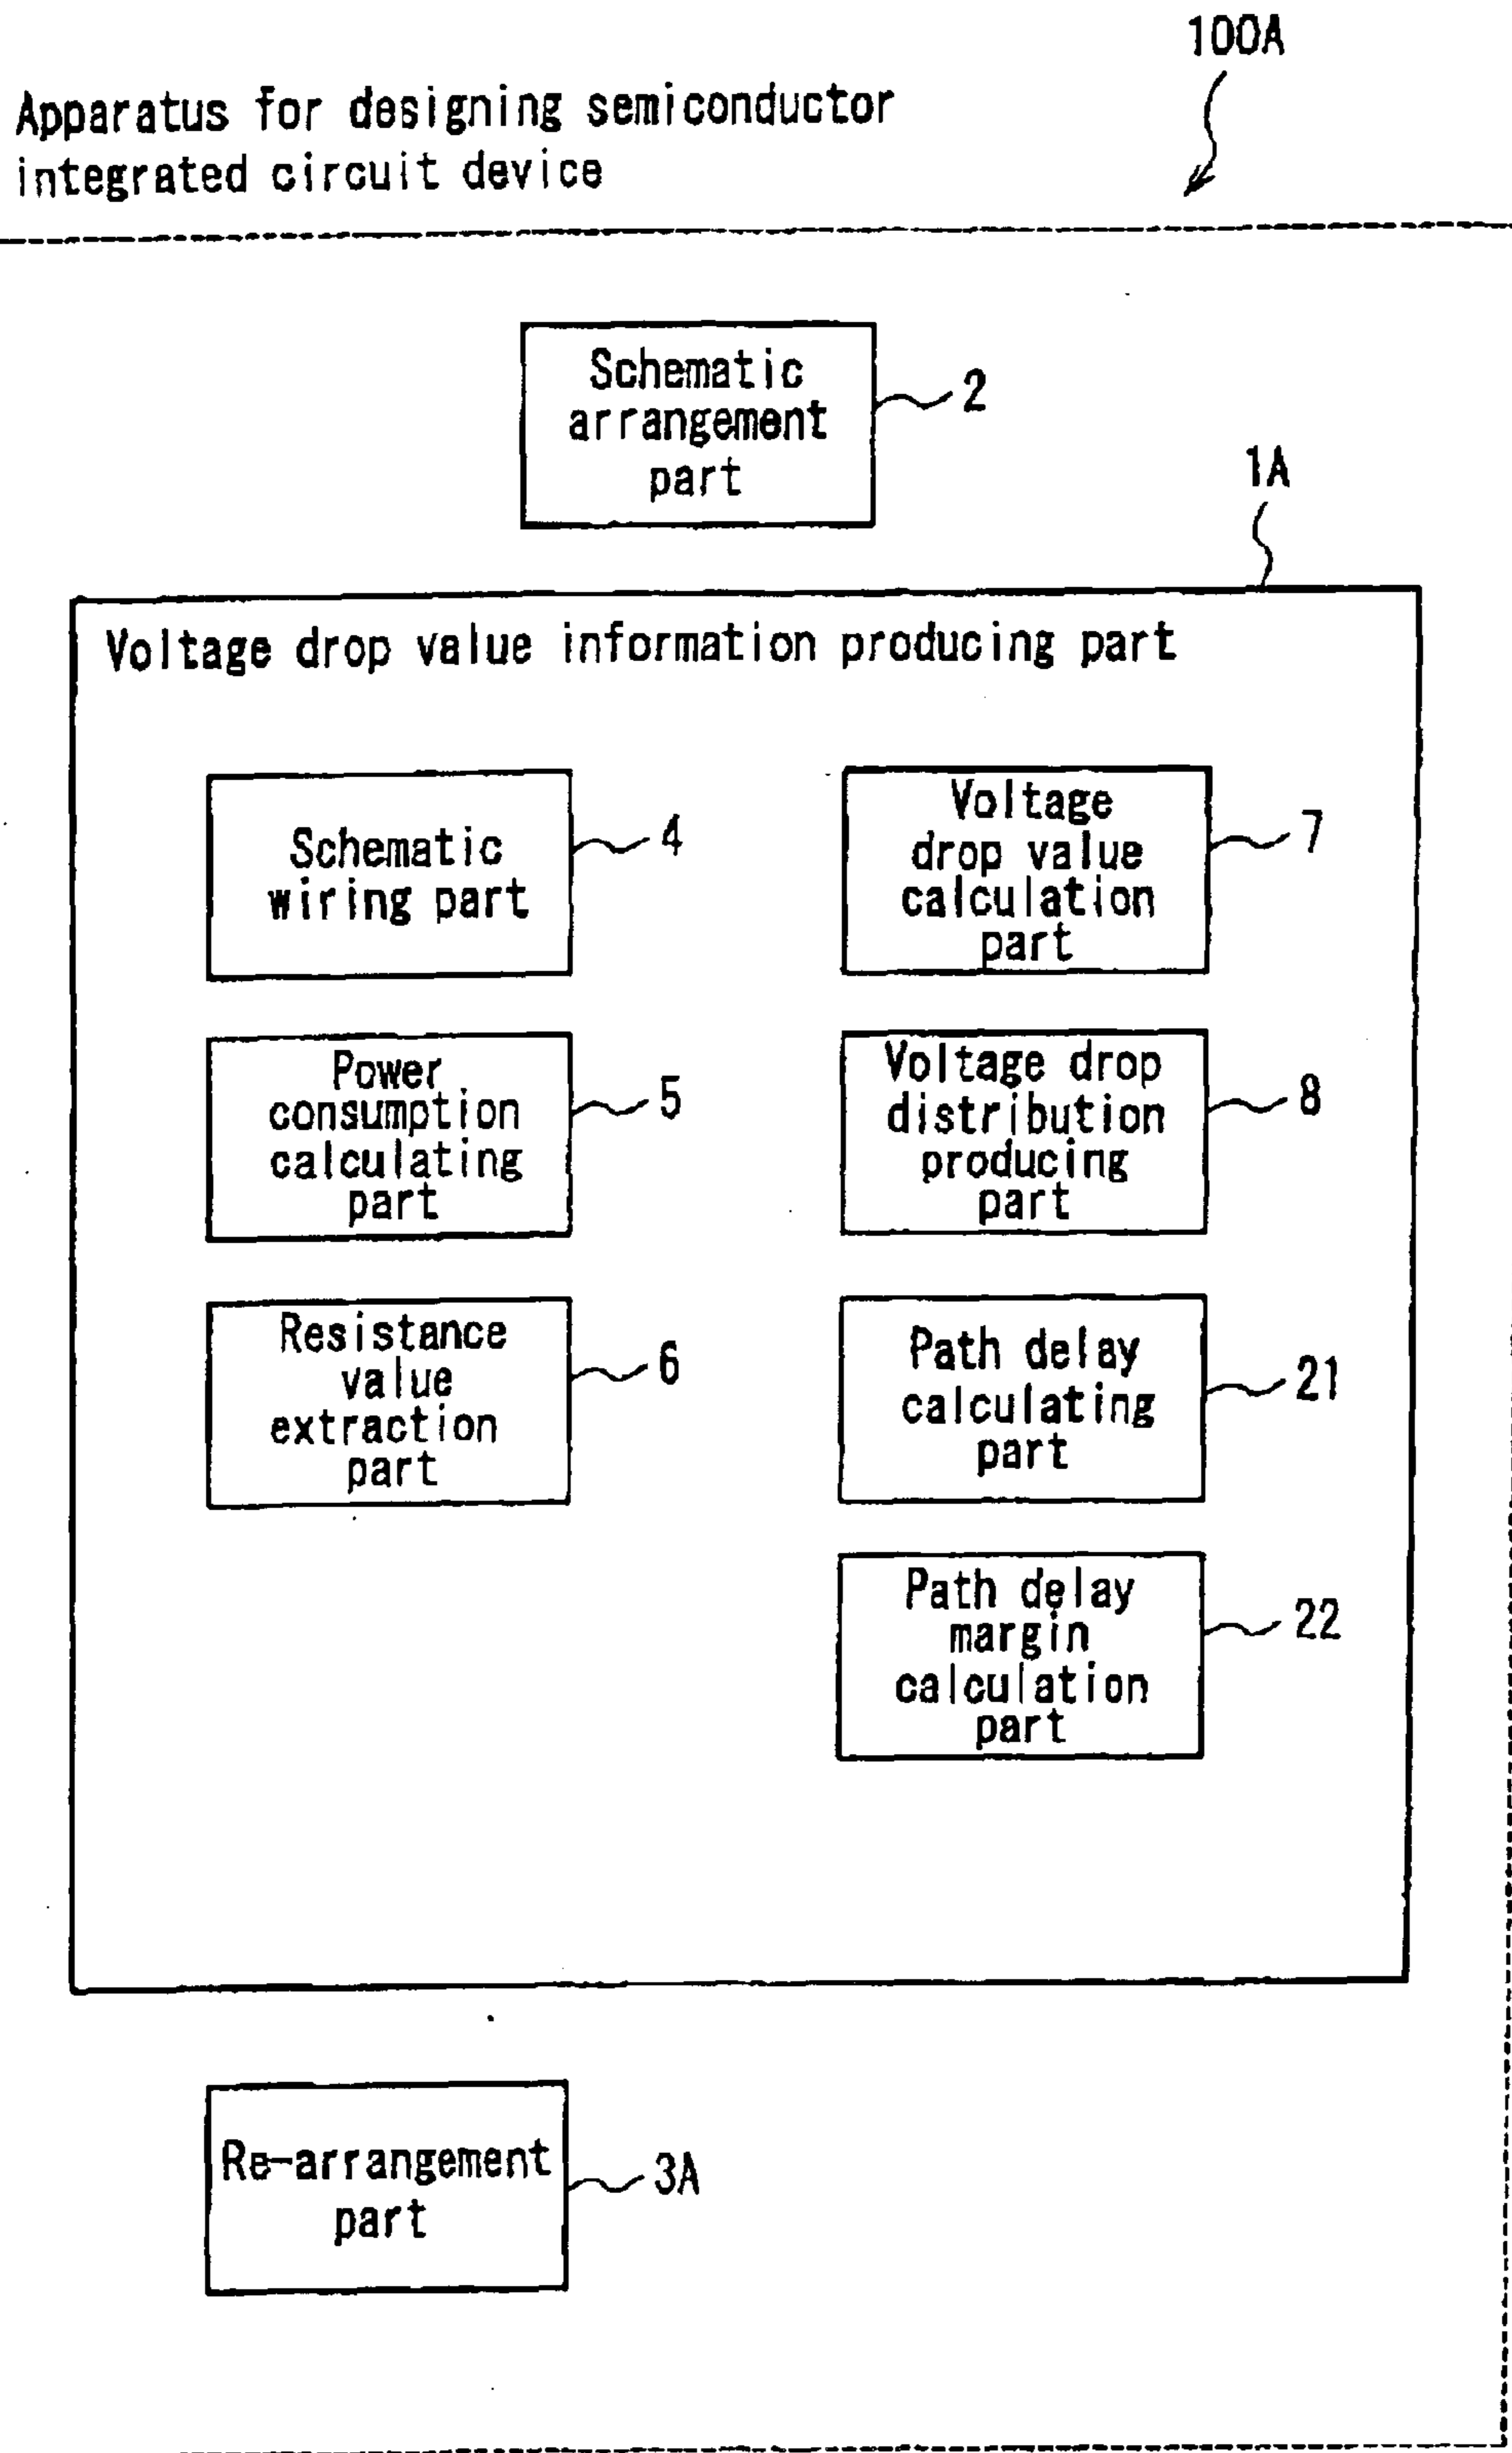 100A
Apparatus for designing semiconductor
integrated circuit device
Schematic
arrangement
part
2
1A
Voltage drop value information producing part
Schematic
wiring part
4
Voltage
drop value
calculation
part
7
Power
consumption
calculating
part
5
Voltage drop
distribution
producing
part
8
Resistance
value
extraction
part
6
Path delay
calculating
part
21
Path delay
margin
calculation
part
22
Re-arrangement
part
3A